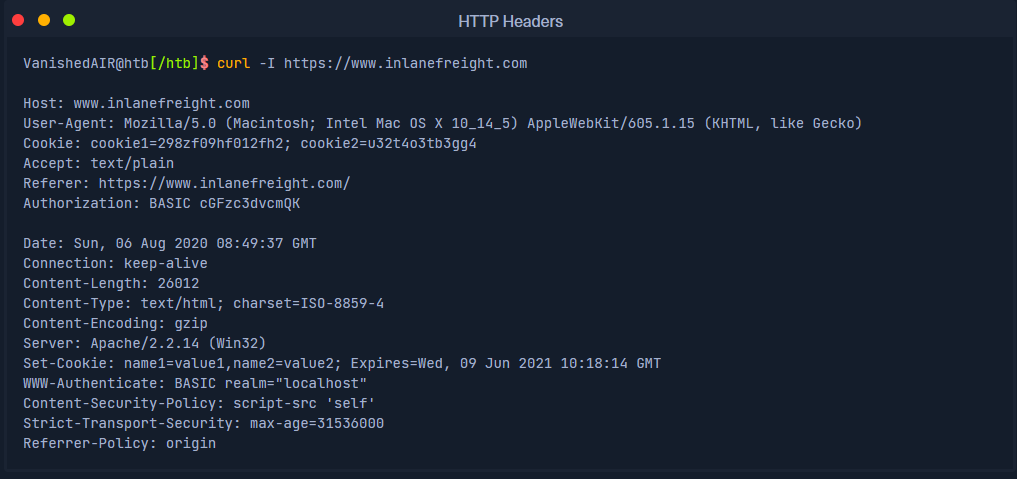 HTTP Headers
VanishedAIR@htb[/htb]$ curl -I https://www.inlanefreight.com
Host: www.inlanefreight.com
User-Agent: Mozilla/5.0 (Macintosh; Intel Mac OS X 10_14_5) AppleWebKit/605.1.15 (KHTML, like Gecko)
Cookie: cookie1=298zf09hf012fh2; cookie2=u32t4o3tb3gg4
Accept: text/plain
Referer: https://www.inlanefreight.com/
Authorization: BASIC cGFzc3dvcmQK
Date: Sun, 06 Aug 2020 08:49:37 GMT
Connection: keep-alive
Content-Length: 26012
Content-Type: text/html; charset=ISO-8859-4
Content-Encoding: gzip
Server: Apache/2.2.14 (Win32)
Set-Cookie: name1=value1,name2=value2; Expires=Wed, 09 Jun 2021 10:18:14 GMT
WWW-Authenticate: BASIC realm="localhost"
Content-Security-Policy: script-src 'self'
Strict-Transport-Security: max-age=31536000
Referrer-Policy: origin